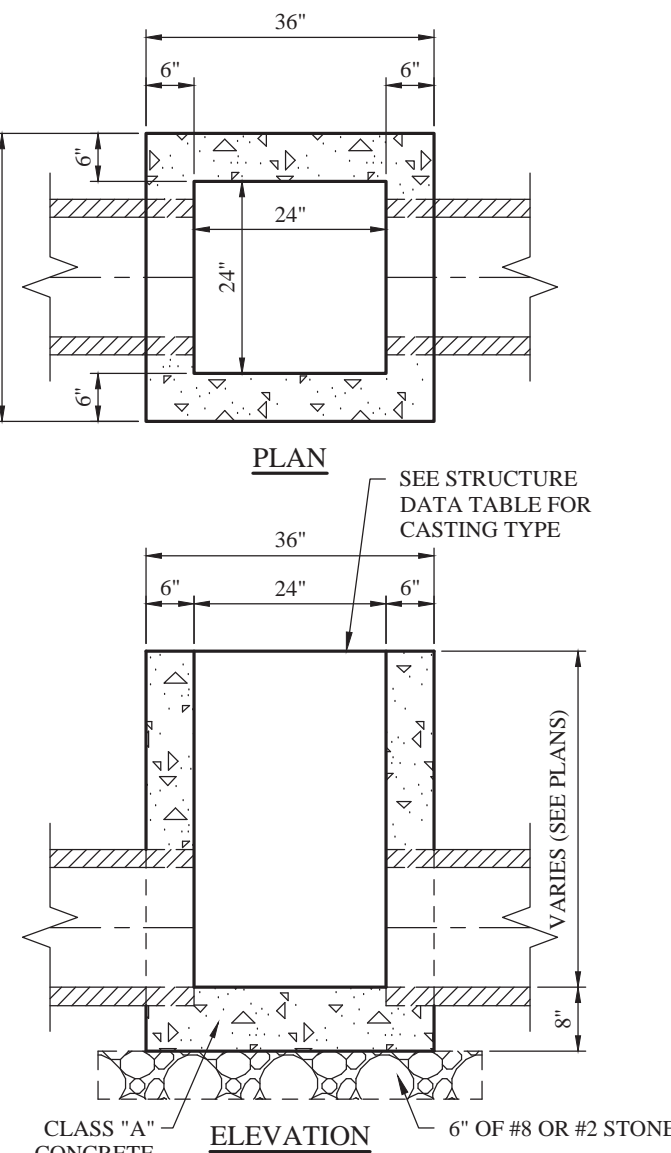 36"
6" 6"
6"
24"
24"
6"
PLAN
SEE STRUCTURE
DATA TABLE FOR
CASTING TYPE
36"
6" 24" 6"
VARIES (SEE PLANS)
8"
CLASS "A"
CONCRETE
ELEVATION
6" OF #8 OR #2 STONE